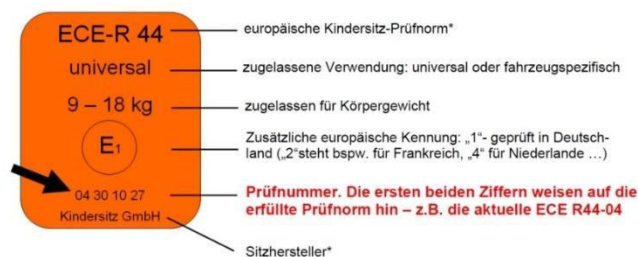 ECE-R 44
europäische Kindersitz-Prüfnorm*
universal
zugelassene Verwendung: universal oder fahrzeugspezifisch
9 – 18 kg
zugelassen für Körpergewicht
E1
Zusätzliche europäische Kennung: „1“- geprüft in Deutsch-
land („2“steht bspw. für Frankreich, „4“ für Niederlande ...)
04 30 10 27
Prüfnummer. Die ersten beiden Ziffern weisen auf die
erfüllte Prüfnorm hin – z.B. die aktuelle ECE R44-04
Kindersitz GmbH
Sitzhersteller*